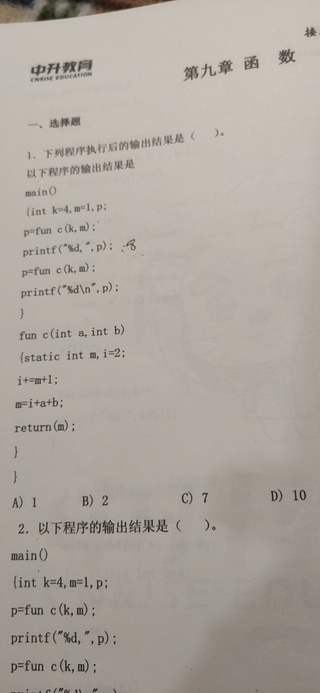 接
中升教育
CNRISE EDUCATION
第九章 函 数
一、选择题
1、下列程序执行后的输出结果是（ ）。
以下程序的输出结果是
main()
{int k=4,m=1,p;
p=fun c(k,m);
printf("%d,",p); 8
p=fun c(k,m);
printf("%d\n",p);
}
fun c(int a,int b)
{static int m,i=2;
i+=m+1;
m=i+a+b;
return(m);
}
}
A) 1 B) 2 C) 7 D) 10
2．以下程序的输出结果是（ ）。
main()
{int k=4,m=1,p;
p=fun c(k,m);
printf("%d,",p);
p=fun c(k,m);